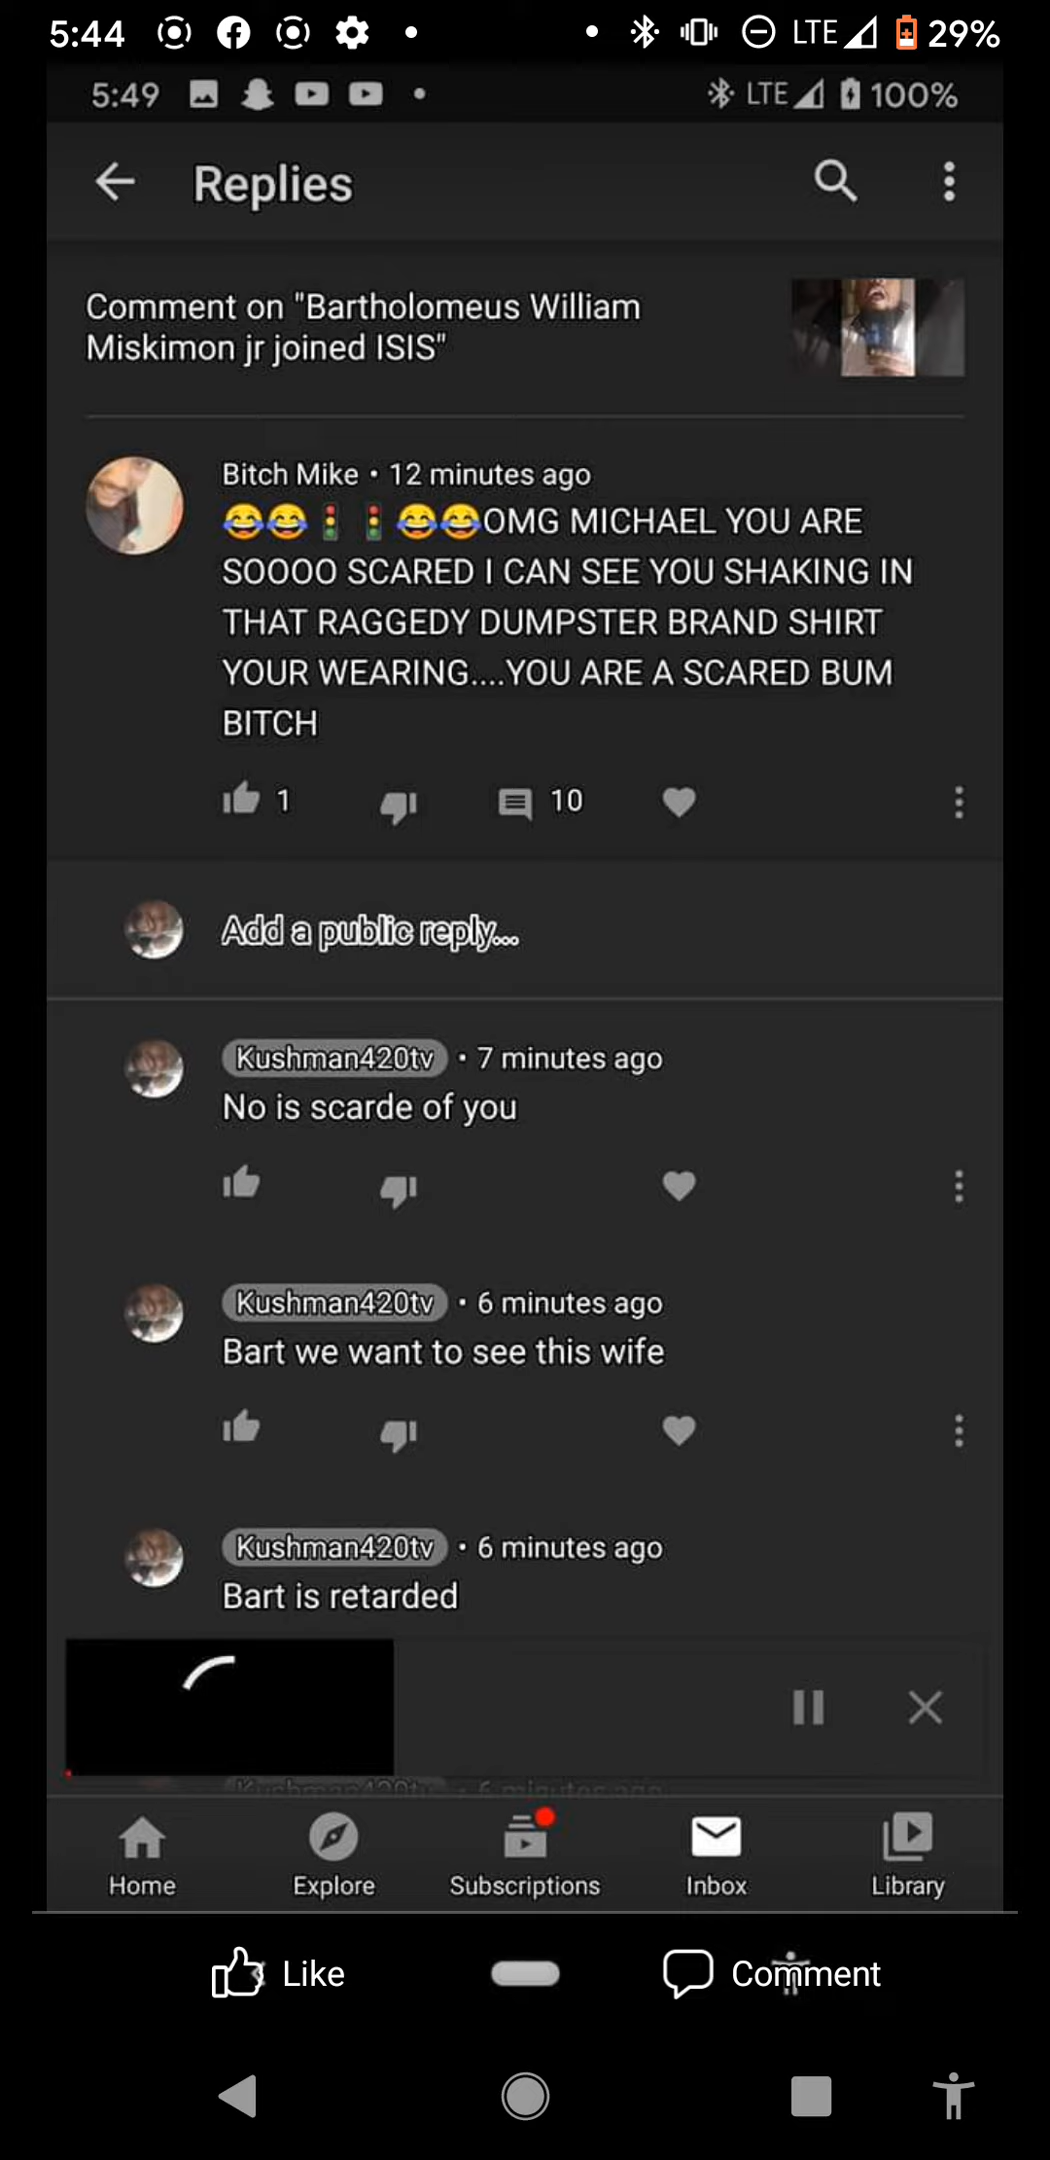 5:44 LTE 29%
5:49 LTE 100%
Replies
Comment on "Bartholomeus William
Miskimon jr joined ISIS"
Bitch Mike • 12 minutes ago
😂😂🚦🚦😂😂OMG MICHAEL YOU ARE
SOOOO SCARED I CAN SEE YOU SHAKING IN
THAT RAGGEDY DUMPSTER BRAND SHIRT
YOUR WEARING....YOU ARE A SCARED BUM
BITCH
1 10
Add a public reply...
Kushman420tv • 7 minutes ago
No is scarde of you
Kushman420tv • 6 minutes ago
Bart we want to see this wife
Kushman420tv • 6 minutes ago
Bart is retarded
Kushman420tv • 6 minutes ago
Home Explore Subscriptions Inbox Library
Like Comment